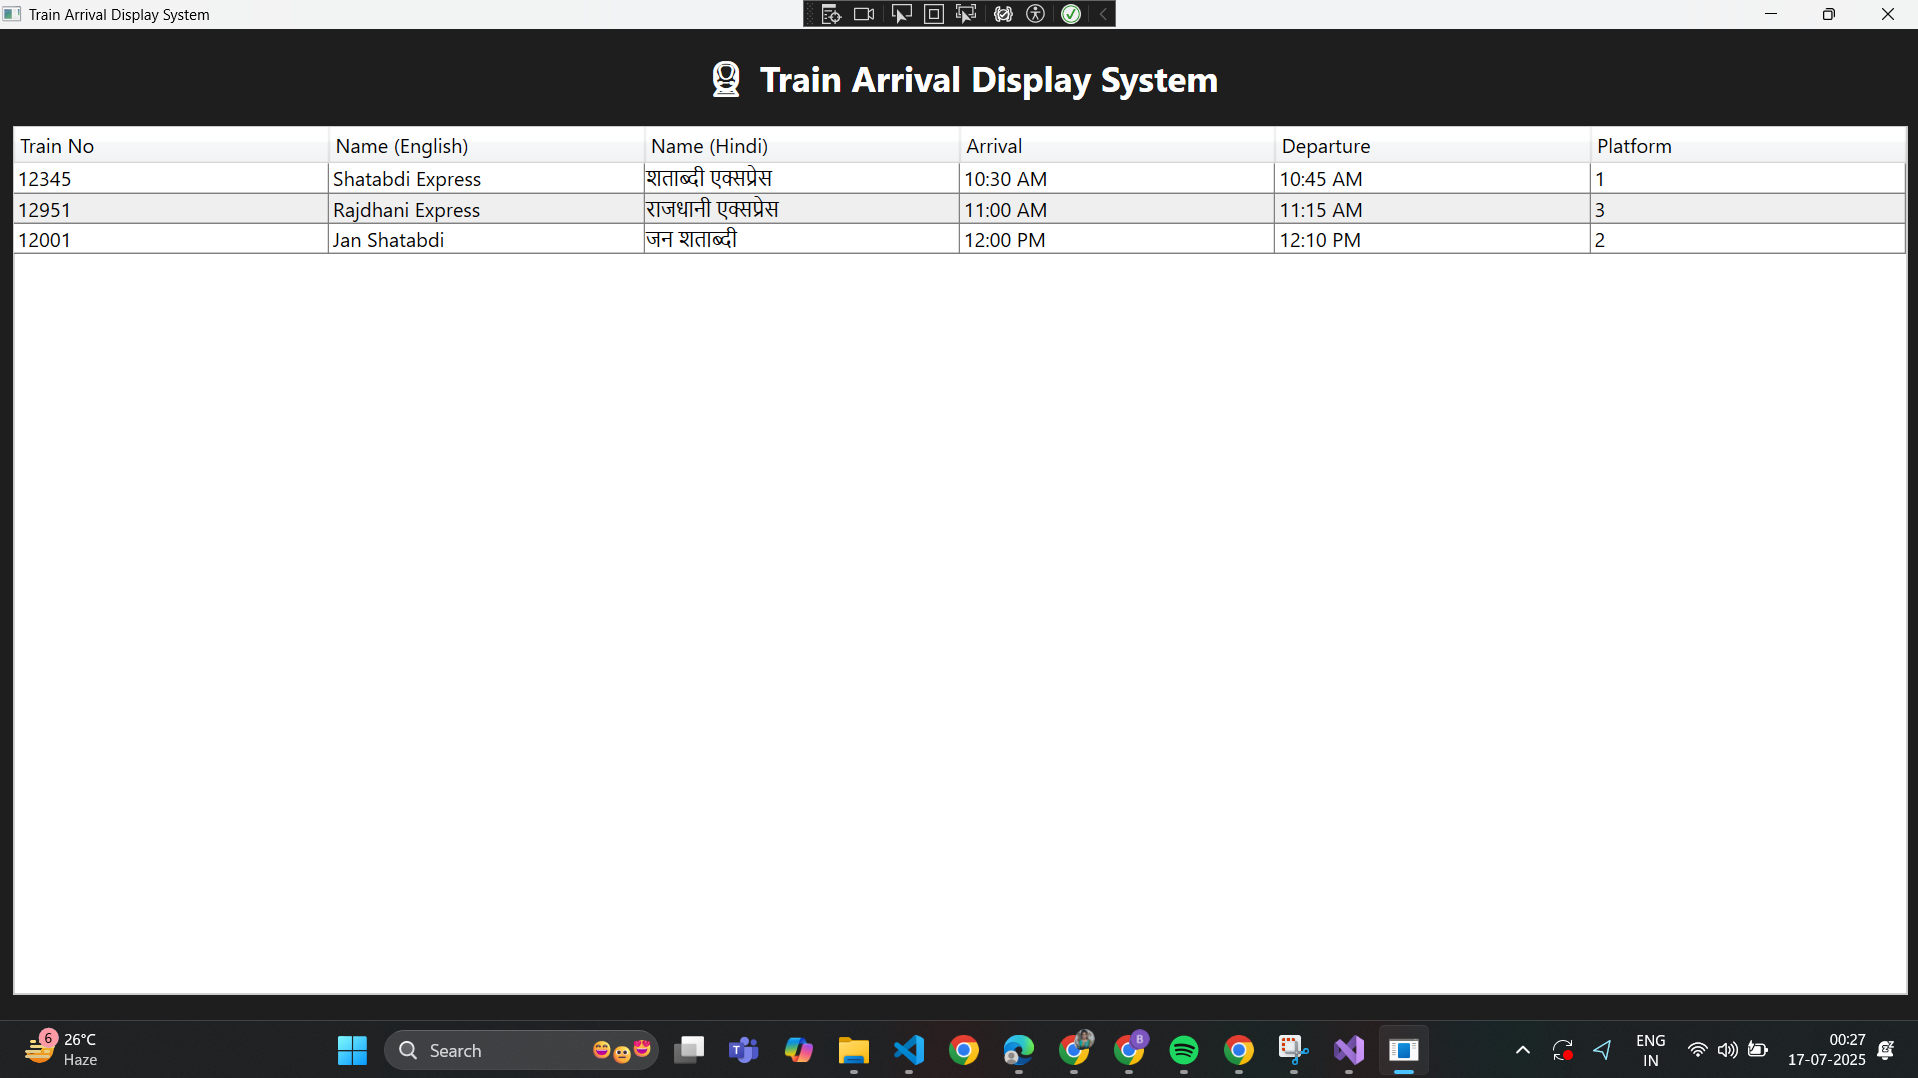 Train Arrival Display System
Train Arrival Display System
Train No Name (English) Name (Hindi) Arrival Departure Platform
12345 Shatabdi Express शताब्दी एक्सप्रेस 10:30 AM 10:45 AM 1
12951 Rajdhani Express राजधानी एक्सप्रेस 11:00 AM 11:15 AM 3
12001 Jan Shatabdi जन शताब्दी 12:00 PM 12:10 PM 2
6 26°C
Haze
Search
T
B
ENG
IN
00:27
17-07-2025